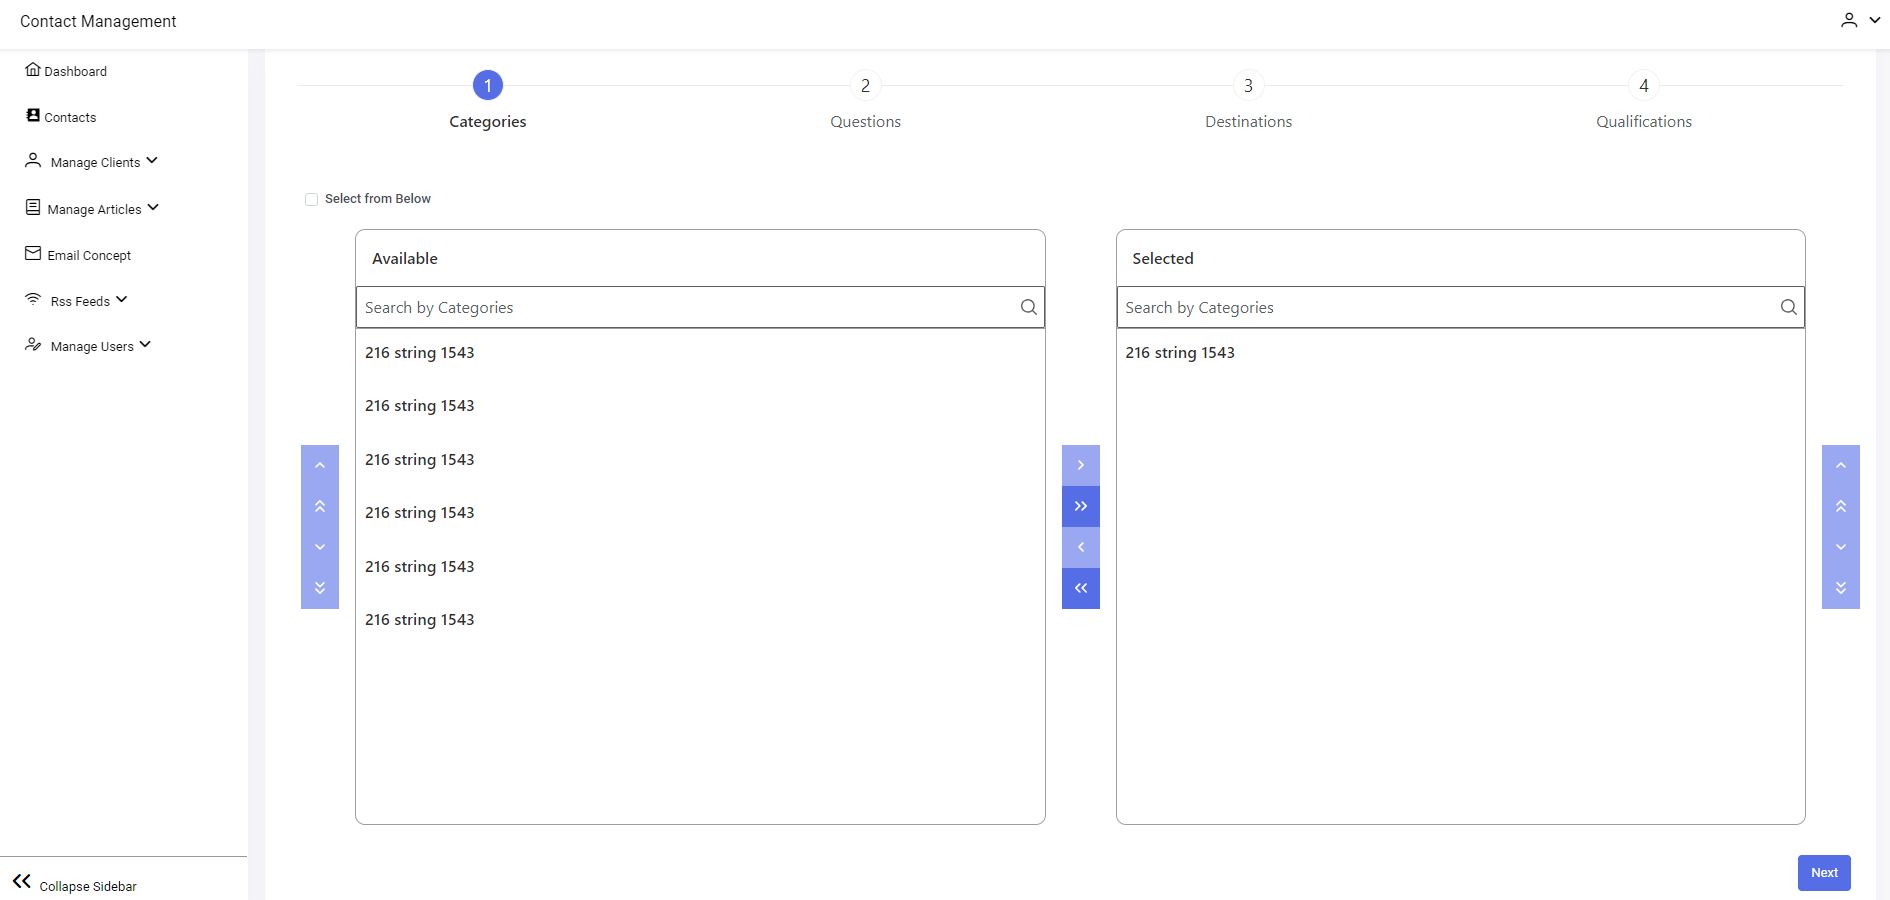 Contact Management
Dashboard
Contacts
Manage Clients
Manage Articles
Email Concept
Rss Feeds
Manage Users
Collapse Sidebar
1 2 3 4
Categories Questions Destinations Qualifications
Select from Below
Available
Search by Categories
216 string 1543
216 string 1543
216 string 1543
216 string 1543
216 string 1543
216 string 1543
Selected
Search by Categories
216 string 1543
Next